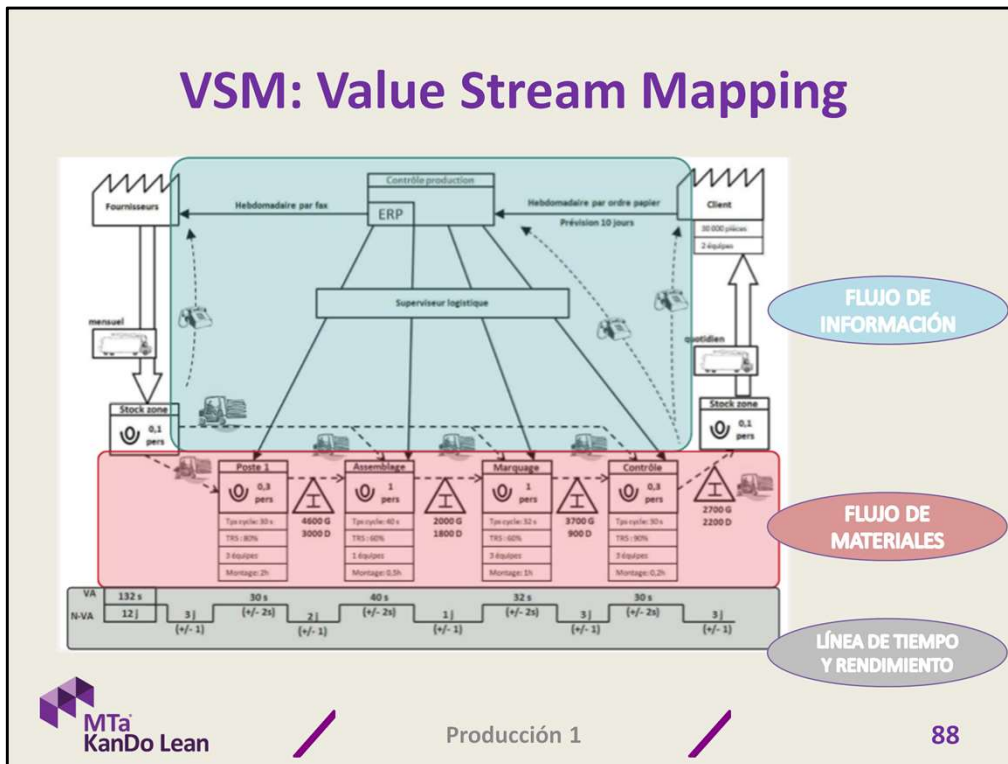 VSM: Value Stream Mapping
Fournisseurs
Hebdomadaire par fax
Contrôle production
ERP
Hebdomadaire par ordre papier
Prévision 10 jours
Client
30 000 pièces
2 équipes
Superviseur logistique
mensuel
quotidien
FLUJO DE
INFORMACIÓN
Stock zone
0,1
pers
Stock zone
0,1
pers
Poste 1
0,3
pers
Tps cycle: 30 s
TRS : 80%
3 équipes
Montage: 2h
4600 G
3000 D
Assemblage
1
pers
Tps cycle: 40 s
TRS : 60%
1 équipes
Montage: 0,5h
2000 G
1800 D
Marquage
1
pers
Tps cycle: 32 s
TRS : 60%
3 équipes
Montage: 1h
3700 G
900 D
Contrôle
0,3
pers
Tps cycle: 30 s
TRS : 90%
3 équipes
Montage: 0,2h
2700 G
2200 D
FLUJO DE
MATERIALES
VA 132 s 30 s 40 s 32 s 30 s
(+/- 2s) (+/- 2s) (+/- 2s) (+/- 2s)
N-VA 12 j 3 j 2 j 1 j 3 j 3 j
(+/- 1) (+/- 1) (+/- 1) (+/- 1) (+/- 1)
LÍNEA DE TIEMPO
Y RENDIMIENTO
MTa
KanDo Lean
Producción 1
88